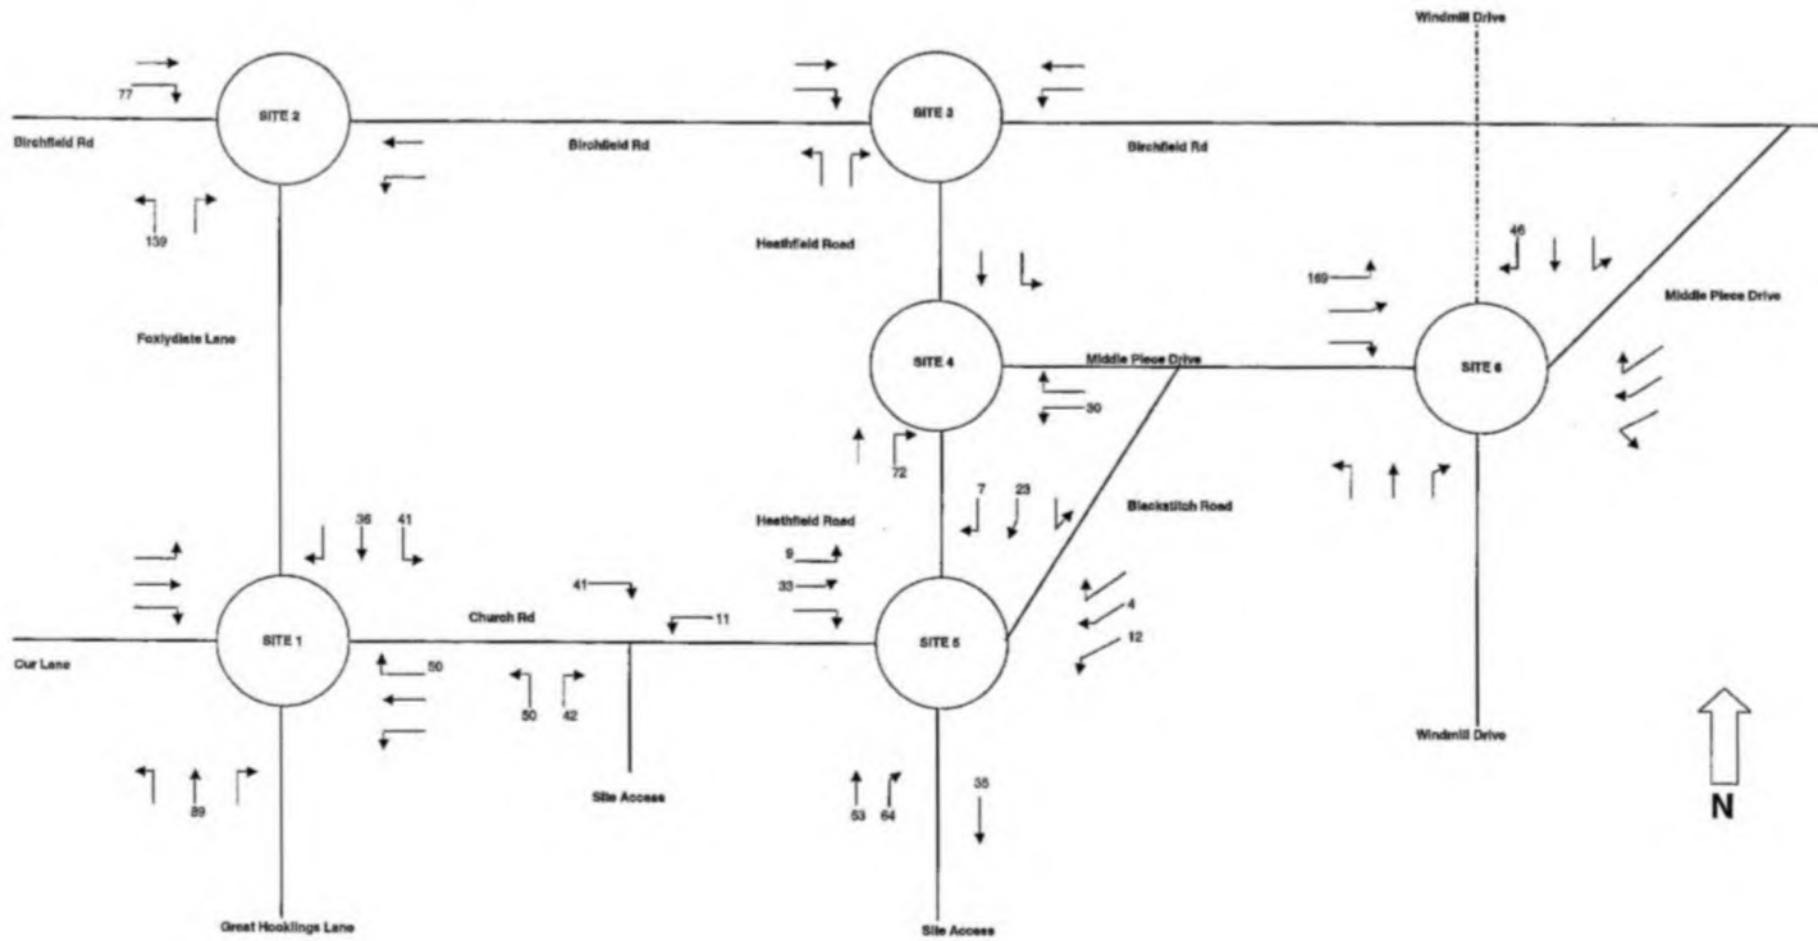 Windmill Drive
77
SITE 2
SITE 3
Birchfield Rd
Birchfield Rd
Birchfield Rd
139
Heathfield Road
46
169
Middle Piece Drive
Foxlydiate Lane
SITE 4
Middle Piece Drive
SITE 6
30
72
7
23
Blackstitch Road
Heathfield Road
36
41
9
41
33
4
Church Rd
11
12
SITE 1
SITE 5
Cur Lane
50
50
42
Windmill Drive
35
Site Access
89
53
64
N
Great Hooklings Lane
Site Access